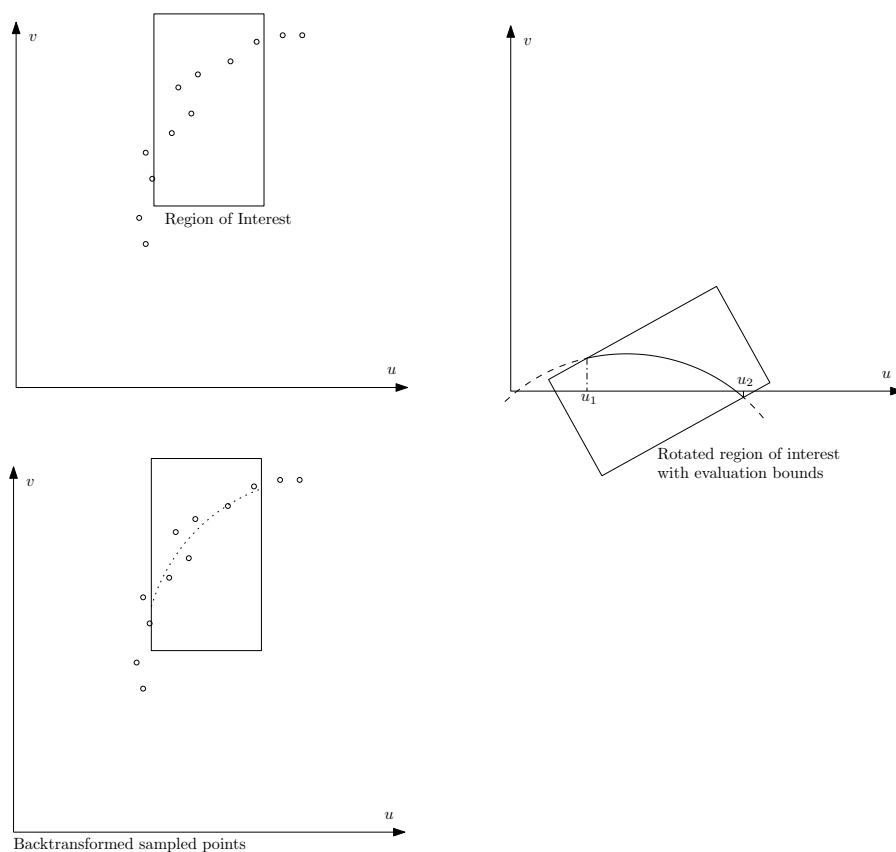 v
u
Region of Interest
v
u
u₁
u₂
Rotated region of interest
with evaluation bounds
v
u
Backtransformed sampled points